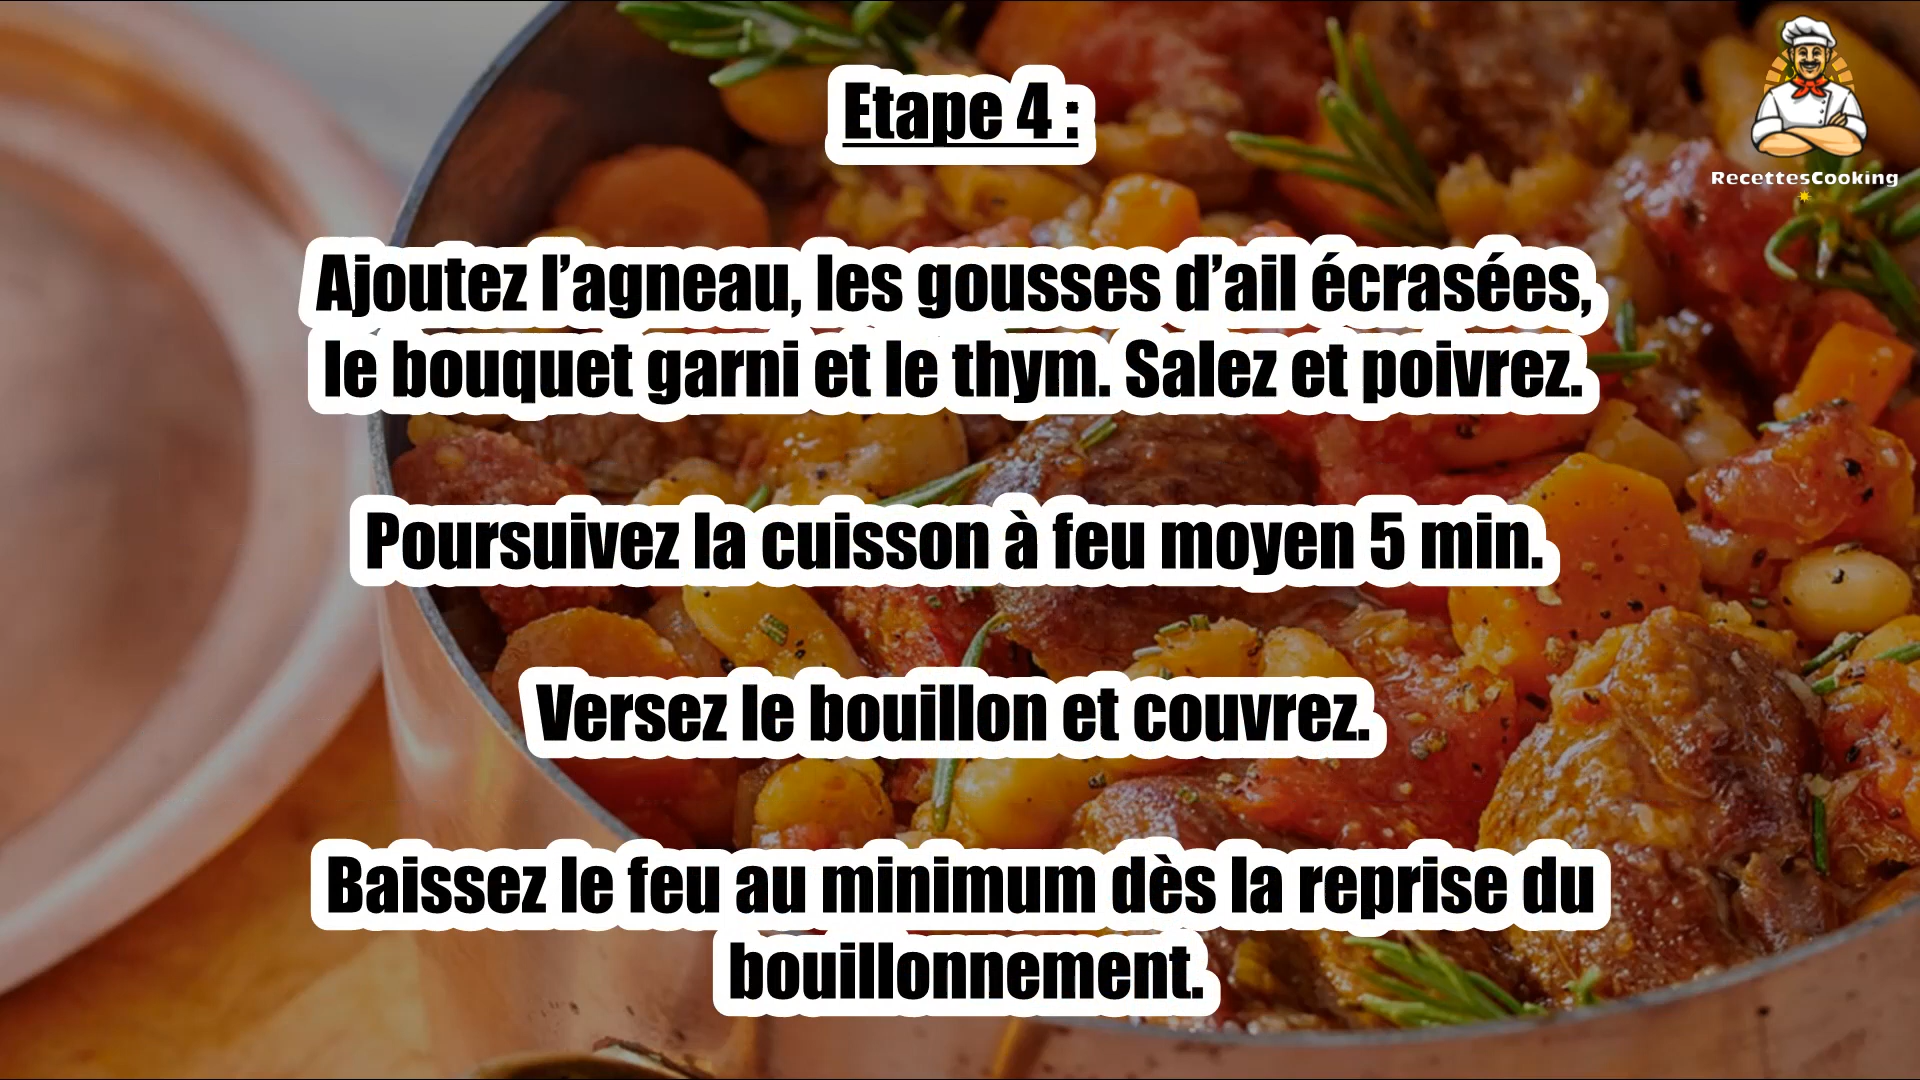 Etape 4 :
RecettesCooking
Ajoutez l’agneau, les gousses d’ail écrasées,
le bouquet garni et le thym. Salez et poivrez.
Poursuivez la cuisson à feu moyen 5 min.
Versez le bouillon et couvrez.
Baissez le feu au minimum dès la reprise du
bouillonnement.